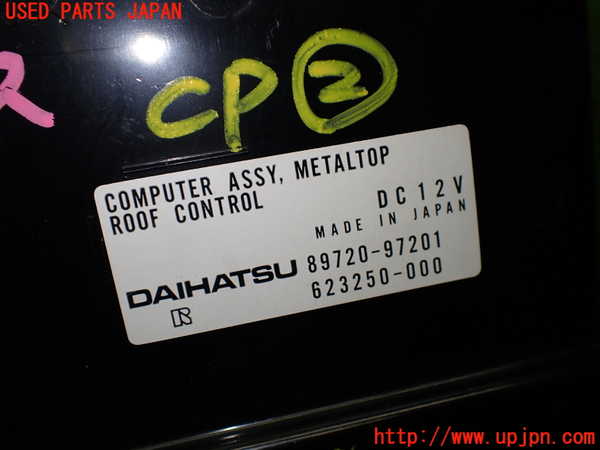 USED PARTS JAPAN
CP②
COMPUTER ASSY, METALTOP
ROOF CONTROL
DC12V
MADE IN JAPAN
DAIHATSU 89720-97201
623250-000
R
http://www.upjpn.com/